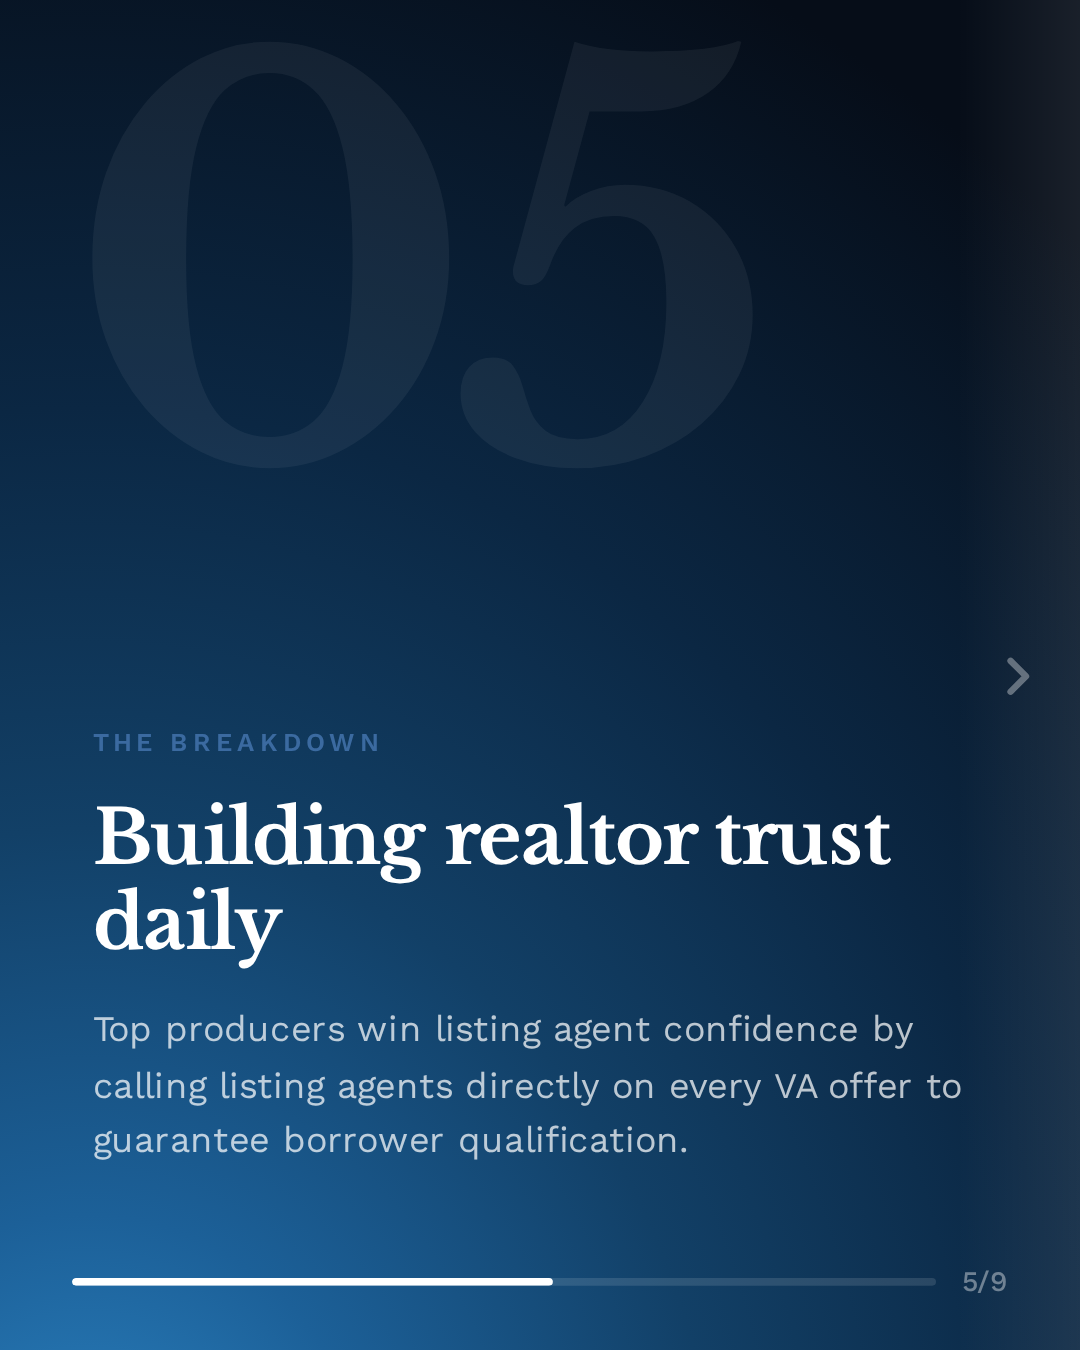 05
THE BREAKDOWN
Building realtor trust
daily
Top producers win listing agent confidence by
calling listing agents directly on every VA offer to
guarantee borrower qualification.
5/9